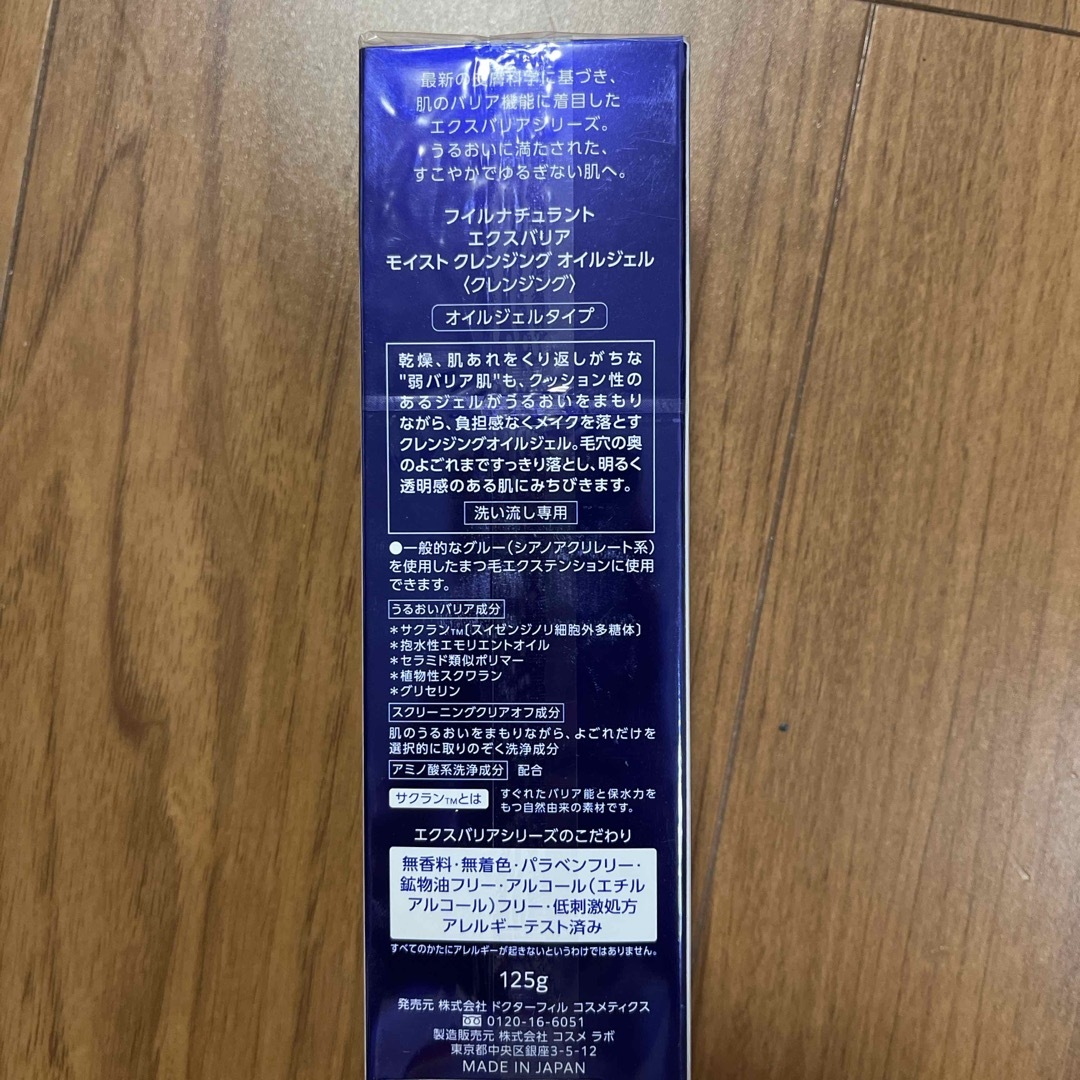 最新の皮膚科学に基づき、
肌のバリア機能に着目した
エクスバリアシリーズ。
うるおいに満たされた、
すこやかでゆるぎない肌へ。
フイルナチュラント
エクスバリア
モイスト クレンジング オイルジェル
〈クレンジング〉
オイルジェルタイプ
乾燥、肌あれをくり返しがちな
"弱バリア肌"も、クッション性の
あるジェルがうるおいをまもり
ながら、負担感なくメイクを落とす
クレンジングオイルジェル。毛穴の奥
のよごれまですっきり落とし、明るく
透明感のある肌にみちびきます。
洗い流し専用
●一般的なグルー(シアノアクリレート系)
を使用したまつ毛エクステンションに使用
できます。
うるおいバリア成分
*サクラン™〔スイゼンジノリ細胞外多糖体〕
*抱水性エモリエントオイル
*セラミド類似ポリマー
*植物性スクワラン
*グリセリン
スクリーニングクリアオフ成分
肌のうるおいをまもりながら、よごれだけを
選択的に取りのぞく洗浄成分
アミノ酸系洗浄成分 配合
サクラン™とは すぐれたバリア能と保水力を
もつ自然由来の素材です。
エクスバリアシリーズのこだわり
無香料・無着色・パラベンフリー・
鉱物油フリー・アルコール(エチル
アルコール)フリー・低刺激処方
アレルギーテスト済み
すべてのかたにアレルギーが起きないというわけではありません。
125g
発売元 株式会社 ドクターフィル コスメティクス
0120-16-6051
製造販売元 株式会社 コスメ ラボ
東京都中央区銀座3-5-12
MADE IN JAPAN